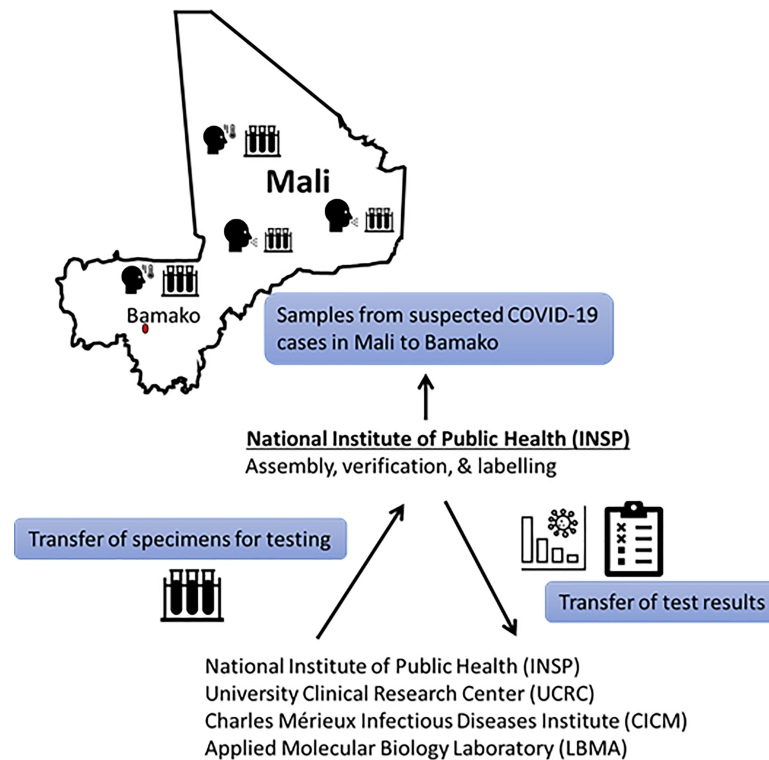 Mali
Bamako
Samples from suspected COVID-19
cases in Mali to Bamako
National Institute of Public Health (INSP)
Assembly, verification, & labelling
Transfer of specimens for testing
Transfer of test results
National Institute of Public Health (INSP)
University Clinical Research Center (UCRC)
Charles Mérieux Infectious Diseases Institute (CICM)
Applied Molecular Biology Laboratory (LBMA)